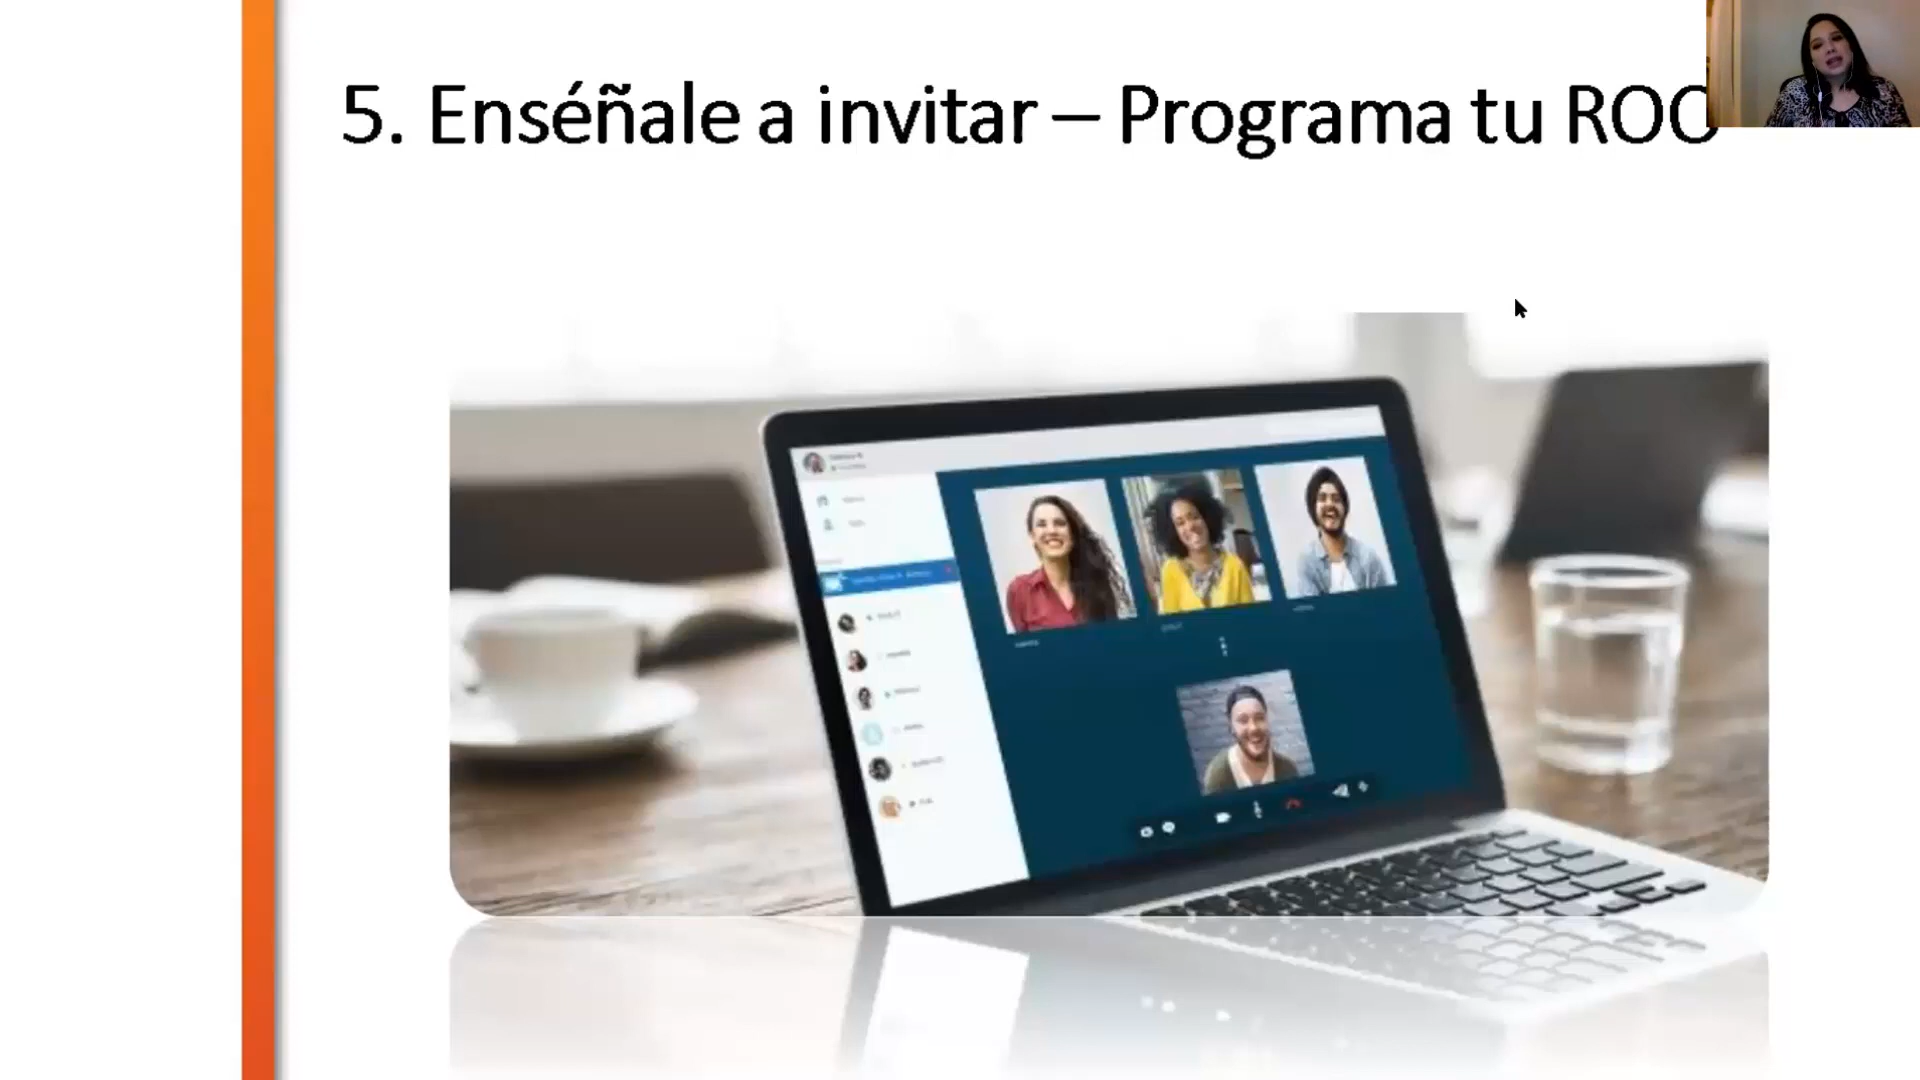 5. Enséñale a invitar – Programa tu ROO